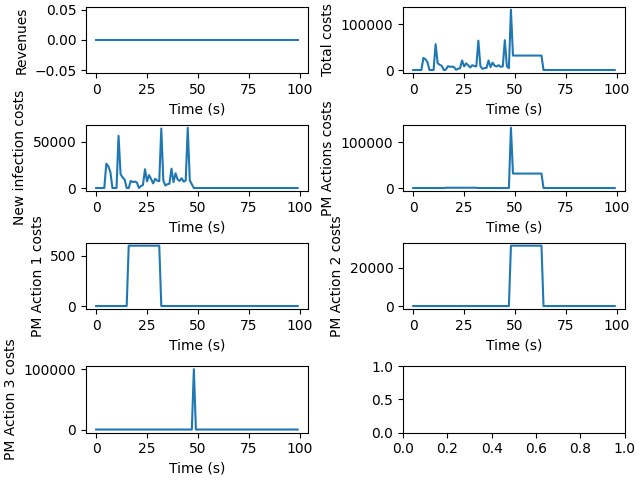 Revenues
0.05
0.00
−0.05
0 25 50 75 100
Time (s)
Total costs
100000
0
0 25 50 75 100
Time (s)
New infection costs
50000
0
0 25 50 75 100
Time (s)
PM Actions costs
100000
0
0 25 50 75 100
Time (s)
PM Action 1 costs
500
0
0 25 50 75 100
Time (s)
PM Action 2 costs
20000
0
0 25 50 75 100
Time (s)
PM Action 3 costs
100000
0
0 25 50 75 100
Time (s)
1.0
0.5
0.0
0.0 0.2 0.4 0.6 0.8 1.0